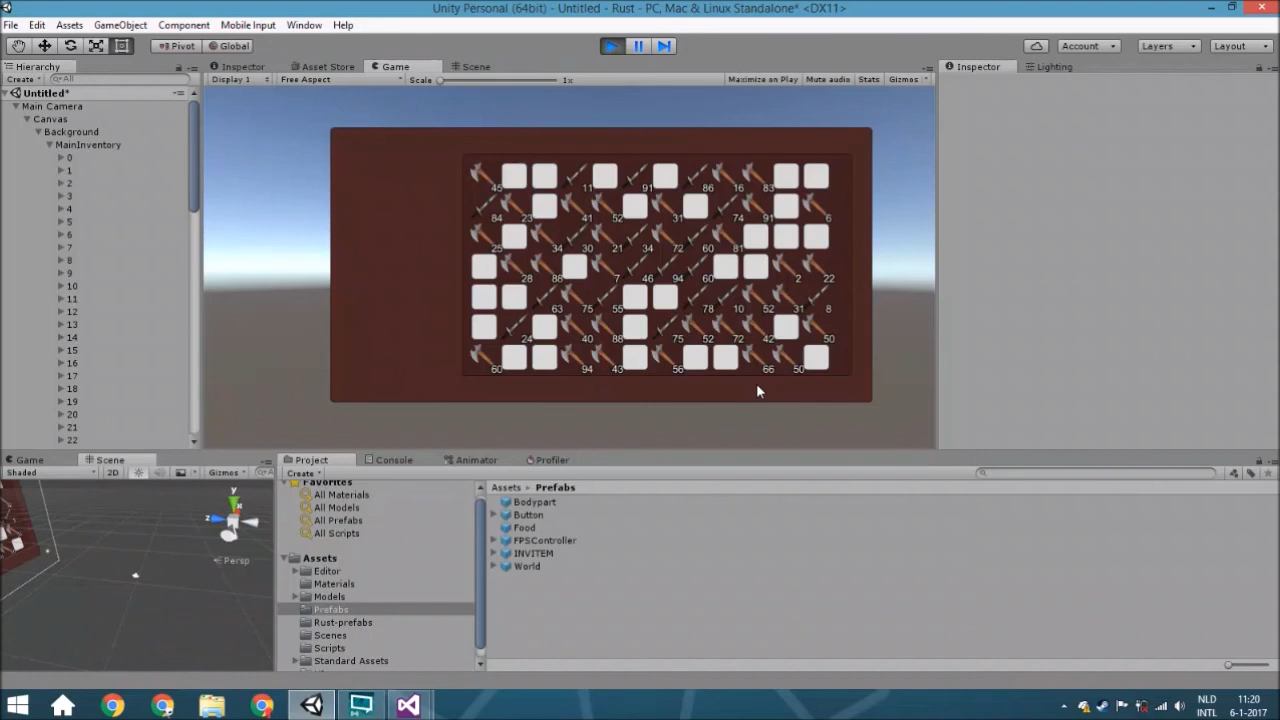 Unity Personal (64bit) - Untitled - Rust - PC, Mac & Linux Standalone* <DX11>
File Edit Assets GameObject Component Mobile Input Window Help
Pivot Global Account Layers Layout
Hierarchy Inspector Asset Store Game Scene Inspector Lighting
Create All Display 1 Free Aspect Scale 1x Maximize on Play Mute audio Stats Gizmos
Untitled*
Main Camera
Canvas
Background
MainInventory
0
1
2
3
4
5
6
7
8
9
10
11
12
13
14
15
16
17
18
19
20
21
22
45 11 91 86 16 83
84 23 41 52 31 74 91 6
25 34 30 21 34 72 60 81
28 88 7 46 94 60 2 22
63 75 55 78 10 52 31 8
24 40 88 75 52 72 42 50
60 94 43 56 66 50
Game Scene Project Console Animator Profiler
Shaded 2D Gizmos Create
Favorites
All Materials
All Models
All Prefabs
All Scripts
Assets
Editor
Materials
Models
Prefabs
Rust-prefabs
Scenes
Scripts
Standard Assets
Assets Prefabs
Bodypart
Button
Food
FPSController
INVITEM
World
y
x
z
Persp
NLD 11:20
INTL 6-1-2017